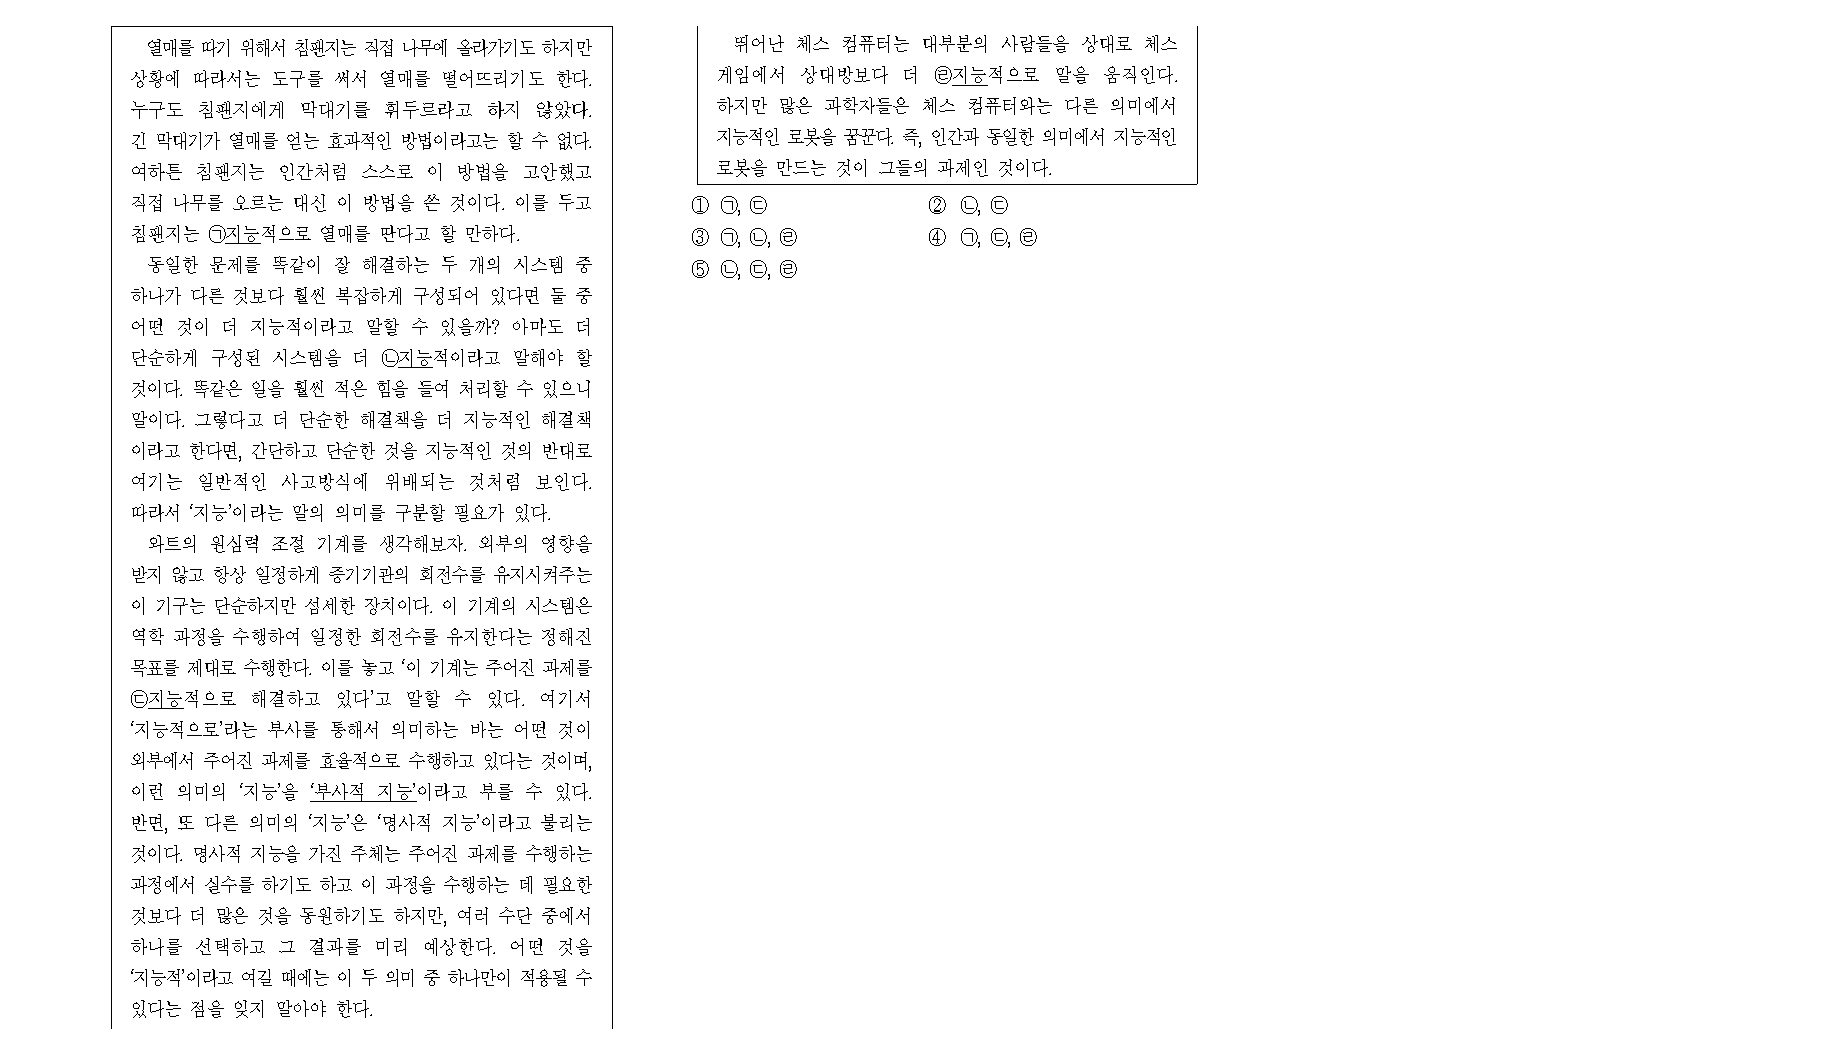 열매를 따기 위해서 침팬지는 직접 나무에 올라가기도 하지만
상황에 따라서는 도구를 써서 열매를 떨어뜨리기도 한다.
누구도 침팬지에게 막대기를 휘두르라고 하지 않았다.
긴 막대기가 열매를 얻는 효과적인 방법이라고는 할 수 없다.
여하튼 침팬지는 인간처럼 스스로 이 방법을 고안했고
직접 나무를 오르는 대신 이 방법을 쓴 것이다. 이를 두고
침팬지는 ㉠지능적으로 열매를 딴다고 할 만하다.
동일한 문제를 똑같이 잘 해결하는 두 개의 시스템 중
하나가 다른 것보다 훨씬 복잡하게 구성되어 있다면 둘 중
어떤 것이 더 지능적이라고 말할 수 있을까? 아마도 더
단순하게 구성된 시스템을 더 ㉡지능적이라고 말해야 할
것이다. 똑같은 일을 훨씬 적은 힘을 들여 처리할 수 있으니
말이다. 그렇다고 더 단순한 해결책을 더 지능적인 해결책
이라고 한다면, 간단하고 단순한 것을 지능적인 것의 반대로
여기는 일반적인 사고방식에 위배되는 것처럼 보인다.
따라서 ‘지능’이라는 말의 의미를 구분할 필요가 있다.
와트의 원심력 조절 기계를 생각해보자. 외부의 영향을
받지 않고 항상 일정하게 증기기관의 회전수를 유지시켜주는
이 기구는 단순하지만 섬세한 장치이다. 이 기계의 시스템은
역학 과정을 수행하여 일정한 회전수를 유지한다는 정해진
목표를 제대로 수행한다. 이를 놓고 ‘이 기계는 주어진 과제를
㉢지능적으로 해결하고 있다’고 말할 수 있다. 여기서
‘지능적으로’라는 부사를 통해서 의미하는 바는 어떤 것이
외부에서 주어진 과제를 효율적으로 수행하고 있다는 것이며,
이런 의미의 ‘지능’을 ‘부사적 지능’이라고 부를 수 있다.
반면, 또 다른 의미의 ‘지능’은 ‘명사적 지능’이라고 불리는
것이다. 명사적 지능을 가진 주체는 주어진 과제를 수행하는
과정에서 실수를 하기도 하고 이 과정을 수행하는 데 필요한
것보다 더 많은 것을 동원하기도 하지만, 여러 수단 중에서
하나를 선택하고 그 결과를 미리 예상한다. 어떤 것을
‘지능적’이라고 여길 때에는 이 두 의미 중 하나만이 적용될 수
있다는 점을 잊지 말아야 한다.
뛰어난 체스 컴퓨터는 대부분의 사람들을 상대로 체스
게임에서 상대방보다 더 ㉣지능적으로 말을 움직인다.
하지만 많은 과학자들은 체스 컴퓨터와는 다른 의미에서
지능적인 로봇을 꿈꾼다. 즉, 인간과 동일한 의미에서 지능적인
로봇을 만드는 것이 그들의 과제인 것이다.
① ㉠, ㉢ ② ㉡, ㉢
③ ㉠, ㉡, ㉣ ④ ㉠, ㉢, ㉣
⑤ ㉡, ㉢, ㉣